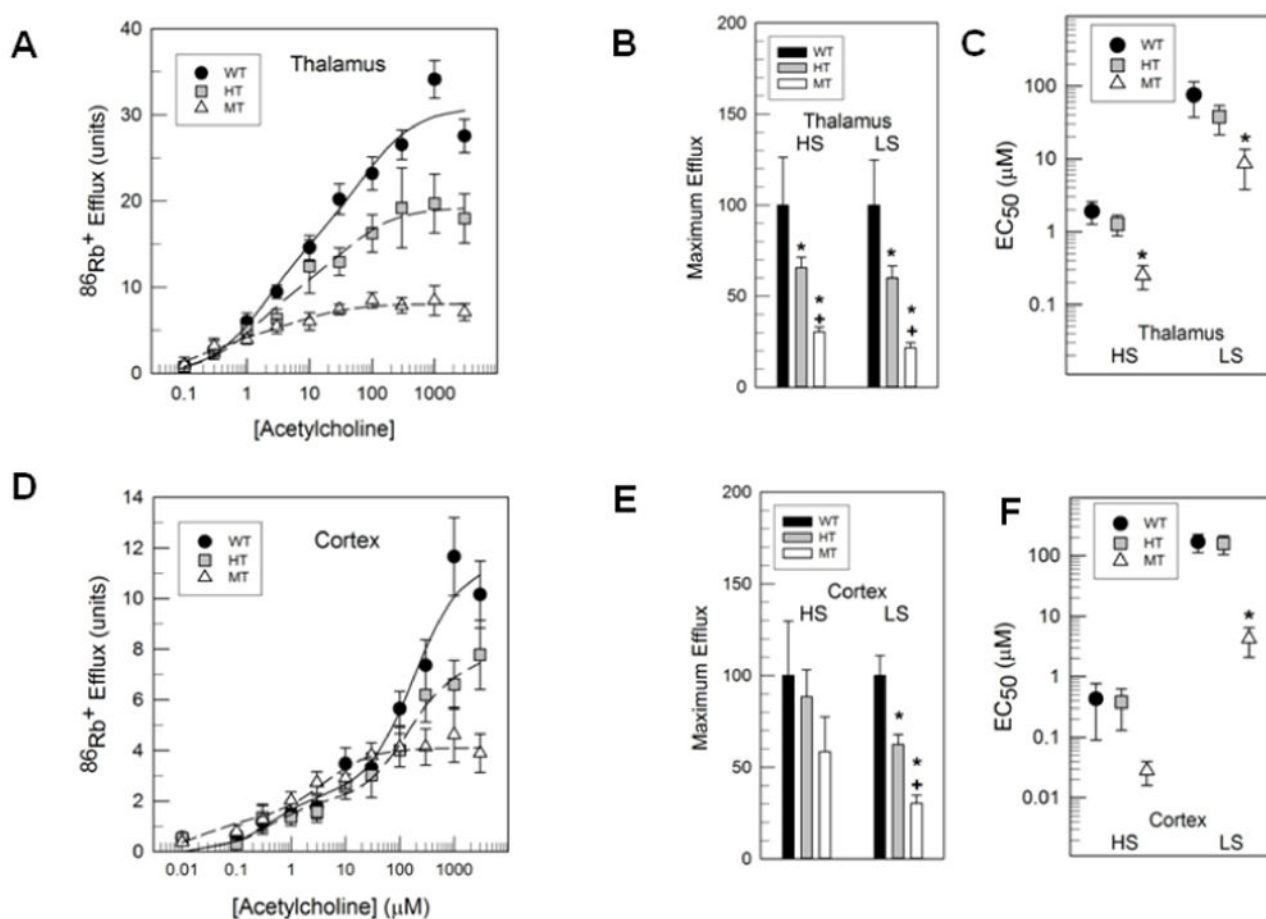 A
B
C
80
30
20
10
0
⁸⁶Rb⁺ Efflux (units)
WT
HT
MT
Thalamus
0.1
1
10
100
1000
[Acetylcholine]
200
150
100
50
0
Maximum Efflux
WT
HT
MT
Thalamus
HS
LS
*
*
+
*
*
+
100
10
1
0.1
EC₅₀ (µM)
WT
HT
MT
*
*
Thalamus
HS
LS
D
E
F
14
12
10
8
6
4
2
0
⁸⁶Rb⁺ Efflux (units)
WT
HT
MT
Cortex
0.01
0.1
1
10
100
1000
[Acetylcholine] (µM)
200
150
100
50
0
Maximum Efflux
WT
HT
MT
Cortex
HS
LS
*
*
+
100
10
1
0.1
0.01
EC₅₀ (µM)
WT
HT
MT
*
Cortex
HS
LS